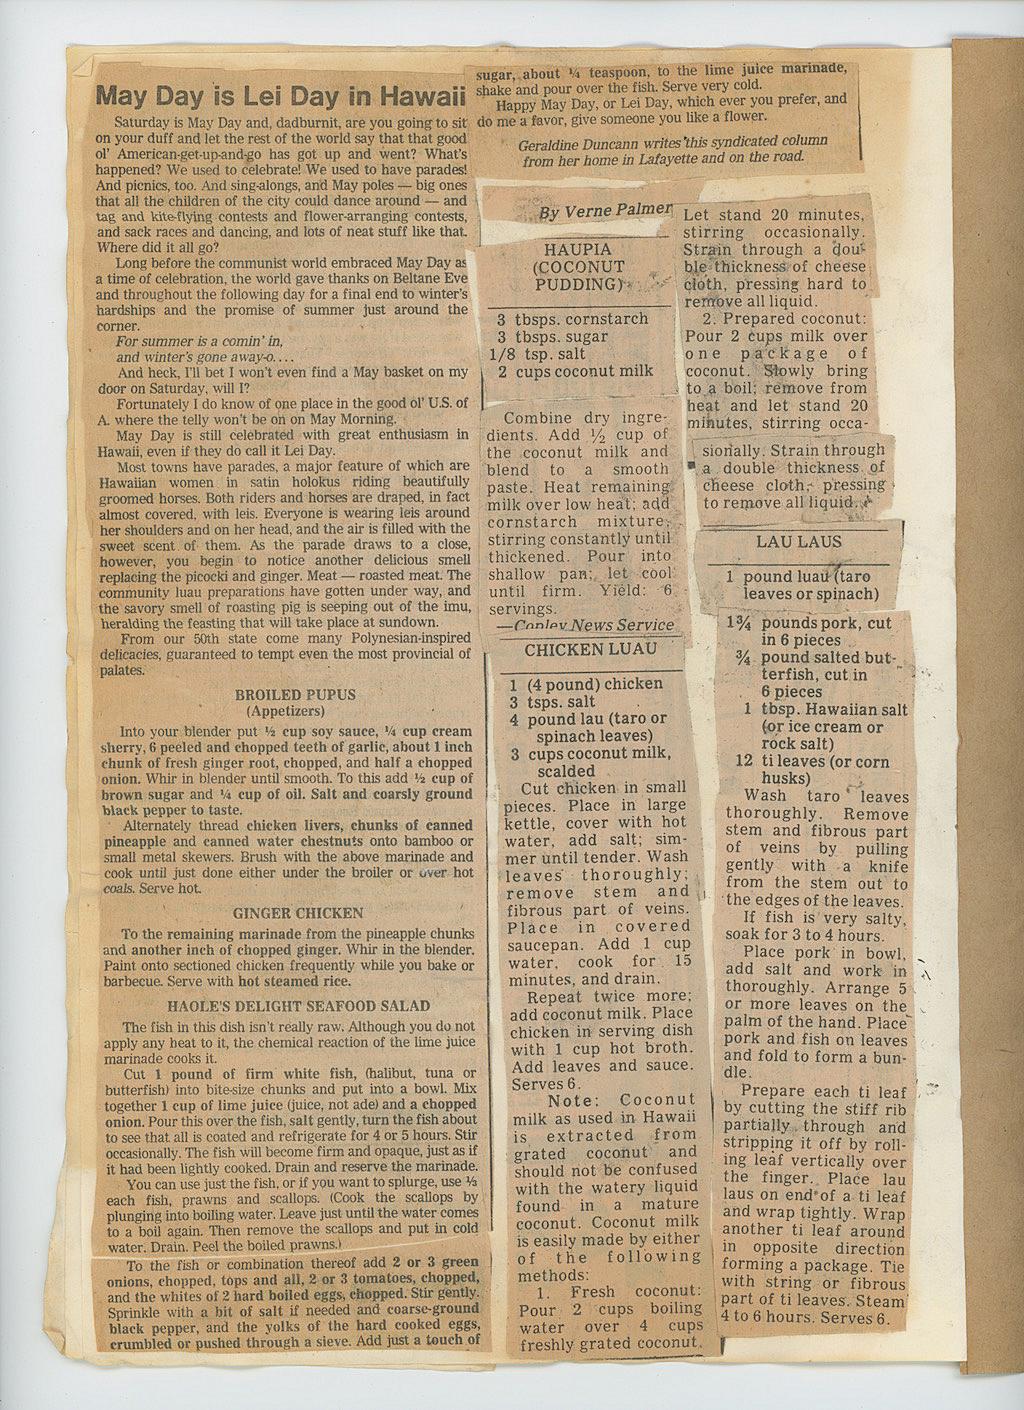 May Day is Lei Day in Hawaii
Saturday is May Day and, dadburnit, are you going to sit
on your duff and let the rest of the world say that that good
ol' American-get-up-and-go has got up and went? What's
happened? We used to celebrate! We used to have parades!
And picnics, too. And sing-alongs, and May poles — big ones
that all the children of the city could dance around — and
tag and kite-flying contests and flower-arranging contests,
and sack races and dancing, and lots of neat stuff like that.
Where did it all go?
Long before the communist world embraced May Day as
a time of celebration, the world gave thanks on Beltane Eve
and throughout the following day for a final end to winter's
hardships and the promise of summer just around the
corner.
For summer is a comin' in,
and winter's gone away-o. . . .
And heck, I'll bet I won't even find a May basket on my
door on Saturday, will I?
Fortunately I do know of one place in the good ol' U.S. of
A. where the telly won't be on on May Morning.
May Day is still celebrated with great enthusiasm in
Hawaii, even if they do call it Lei Day.
Most towns have parades, a major feature of which are
Hawaiian women in satin holokus riding beautifully
groomed horses. Both riders and horses are draped, in fact
almost covered, with leis. Everyone is wearing leis around
her shoulders and on her head, and the air is filled with the
sweet scent of them. As the parade draws to a close,
however, you begin to notice another delicious smell
replacing the picocki and ginger. Meat — roasted meat. The
community luau preparations have gotten under way, and
the savory smell of roasting pig is seeping out of the imu,
heralding the feasting that will take place at sundown.
From our 50th state come many Polynesian-inspired
delicacies, guaranteed to tempt even the most provincial of
palates.
BROILED PUPUS
(Appetizers)
Into your blender put ½ cup soy sauce, ¼ cup cream
sherry, 6 peeled and chopped teeth of garlic, about 1 inch
chunk of fresh ginger root, chopped, and half a chopped
onion. Whir in blender until smooth. To this add ½ cup of
brown sugar and ¼ cup of oil. Salt and coarsly ground
black pepper to taste.
Alternately thread chicken livers, chunks of canned
pineapple and canned water chestnuts onto bamboo or
small metal skewers. Brush with the above marinade and
cook until just done either under the broiler or over hot
coals. Serve hot.
GINGER CHICKEN
To the remaining marinade from the pineapple chunks
and another inch of chopped ginger. Whir in the blender.
Paint onto sectioned chicken frequently while you bake or
barbecue. Serve with hot steamed rice.
HAOLE'S DELIGHT SEAFOOD SALAD
The fish in this dish isn't really raw. Although you do not
apply any heat to it, the chemical reaction of the lime juice
marinade cooks it.
Cut 1 pound of firm white fish, (halibut, tuna or
butterfish) into bite-size chunks and put into a bowl. Mix
together 1 cup of lime juice (juice, not ade) and a chopped
onion. Pour this over the fish, salt gently, turn the fish about
to see that all is coated and refrigerate for 4 or 5 hours. Stir
occasionally. The fish will become firm and opaque, just as if
it had been lightly cooked. Drain and reserve the marinade.
You can use just the fish, or if you want to splurge, use ⅓
each fish, prawns and scallops. (Cook the scallops by
plunging into boiling water. Leave just until the water comes
to a boil again. Then remove the scallops and put in cold
water. Drain. Peel the boiled prawns.)
To the fish or combination thereof add 2 or 3 green
onions, chopped, tops and all, 2 or 3 tomatoes, chopped,
and the whites of 2 hard boiled eggs, chopped. Stir gently.
Sprinkle with a bit of salt if needed and coarse-ground
black pepper, and the yolks of the hard cooked eggs,
crumbled or pushed through a sieve. Add just a touch of
sugar, about ¼ teaspoon, to the lime juice marinade,
shake and pour over the fish. Serve very cold.
Happy May Day, or Lei Day, which ever you prefer, and
do me a favor, give someone you like a flower.
Geraldine Duncann writes this syndicated column
from her home in Lafayette and on the road.
By Verne Palmer
HAUPIA
(COCONUT
PUDDING)
3 tbsps. cornstarch
3 tbsps. sugar
1/8 tsp. salt
2 cups coconut milk
Combine dry ingre-
dients. Add ½ cup of
the coconut milk and
blend to a smooth
paste. Heat remaining
milk over low heat; add
cornstarch mixture,
stirring constantly until
thickened. Pour into
shallow pan; let cool
until firm. Yield: 6
servings.
—Copley News Service
CHICKEN LUAU
1 (4 pound) chicken
3 tsps. salt
4 pound lau (taro or
spinach leaves)
3 cups coconut milk,
scalded
Cut chicken in small
pieces. Place in large
kettle, cover with hot
water, add salt; sim-
mer until tender. Wash
leaves thoroughly;
remove stem and
fibrous part of veins.
Place in covered
saucepan. Add 1 cup
water, cook for 15
minutes, and drain.
Repeat twice more;
add coconut milk. Place
chicken in serving dish
with 1 cup hot broth.
Add leaves and sauce.
Serves 6.
Note: Coconut
milk as used in Hawaii
is extracted from
grated coconut and
should not be confused
with the watery liquid
found in a mature
coconut. Coconut milk
is easily made by either
of the following
methods:
1. Fresh coconut:
Pour 2 cups boiling
water over 4 cups
freshly grated coconut.
Let stand 20 minutes,
stirring occasionally.
Strain through a dou-
ble thickness of cheese
cloth, pressing hard to
remove all liquid.
2. Prepared coconut:
Pour 2 cups milk over
one package of
coconut. Slowly bring
to a boil; remove from
heat and let stand 20
minutes, stirring occa-
sionally. Strain through
a double thickness of
cheese cloth, pressing
to remove all liquid.
LAU LAUS
1 pound luau (taro
leaves or spinach)
1¾ pounds pork, cut
in 6 pieces
¾ pound salted but-
terfish, cut in
6 pieces
1 tbsp. Hawaiian salt
(or ice cream or
rock salt)
12 ti leaves (or corn
husks)
Wash taro leaves
thoroughly. Remove
stem and fibrous part
of veins by pulling
gently with a knife
from the stem out to
the edges of the leaves.
If fish is very salty,
soak for 3 to 4 hours.
Place pork in bowl,
add salt and work in
thoroughly. Arrange 5
or more leaves on the
palm of the hand. Place
pork and fish on leaves
and fold to form a bun-
dle.
Prepare each ti leaf
by cutting the stiff rib
partially through and
stripping it off by roll-
ing leaf vertically over
the finger. Place lau
laus on end of a ti leaf
and wrap tightly. Wrap
another ti leaf around
in opposite direction
forming a package. Tie
with string or fibrous
part of ti leaves. Steam
4 to 6 hours. Serves 6.